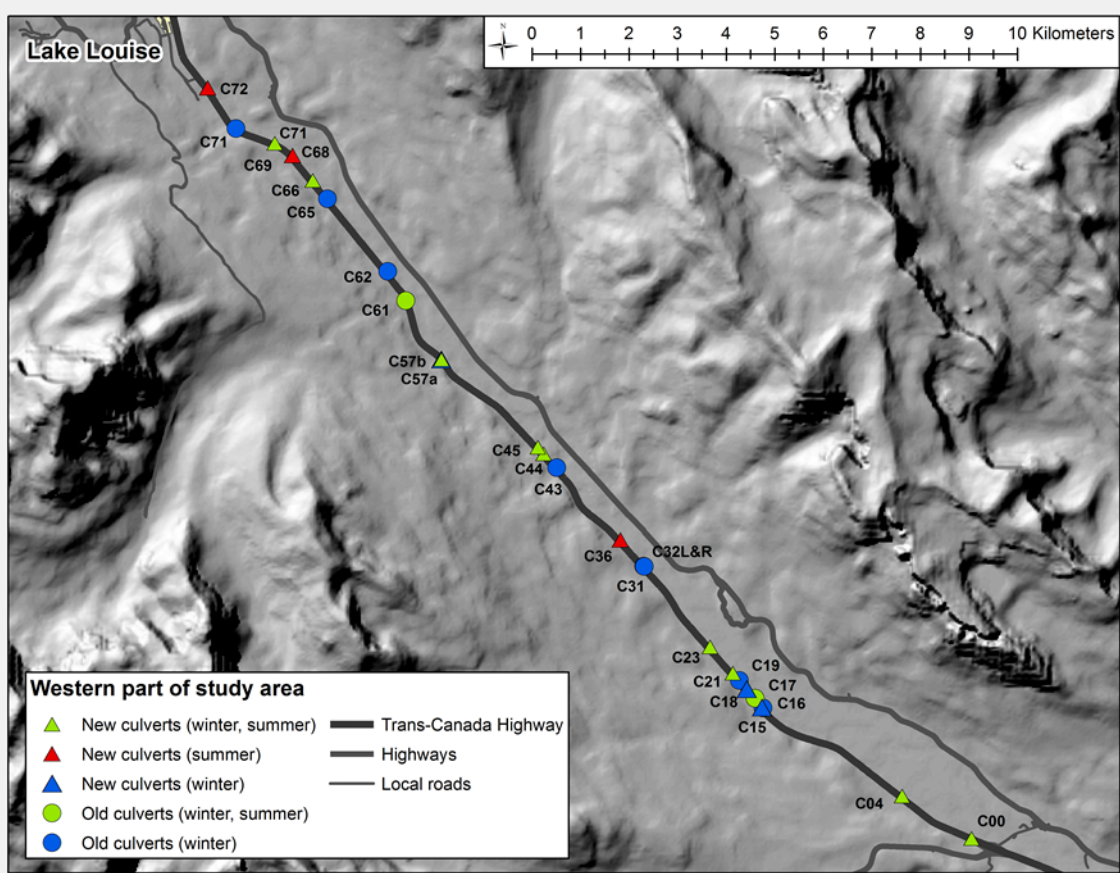 N
0 1 2 3 4 5 6 7 8 9 10 Kilometers
Lake Louise
C72
C71
C71
C69
C68
C66
C65
C62
C61
C57b
C57a
C45
C44
C43
C36
C32L&R
C31
C23
C19
C21
C17
C18
C16
C15
C04
C00
Western part of study area
New culverts (winter, summer)
New culverts (summer)
New culverts (winter)
Old culverts (winter, summer)
Old culverts (winter)
Trans-Canada Highway
Highways
Local roads